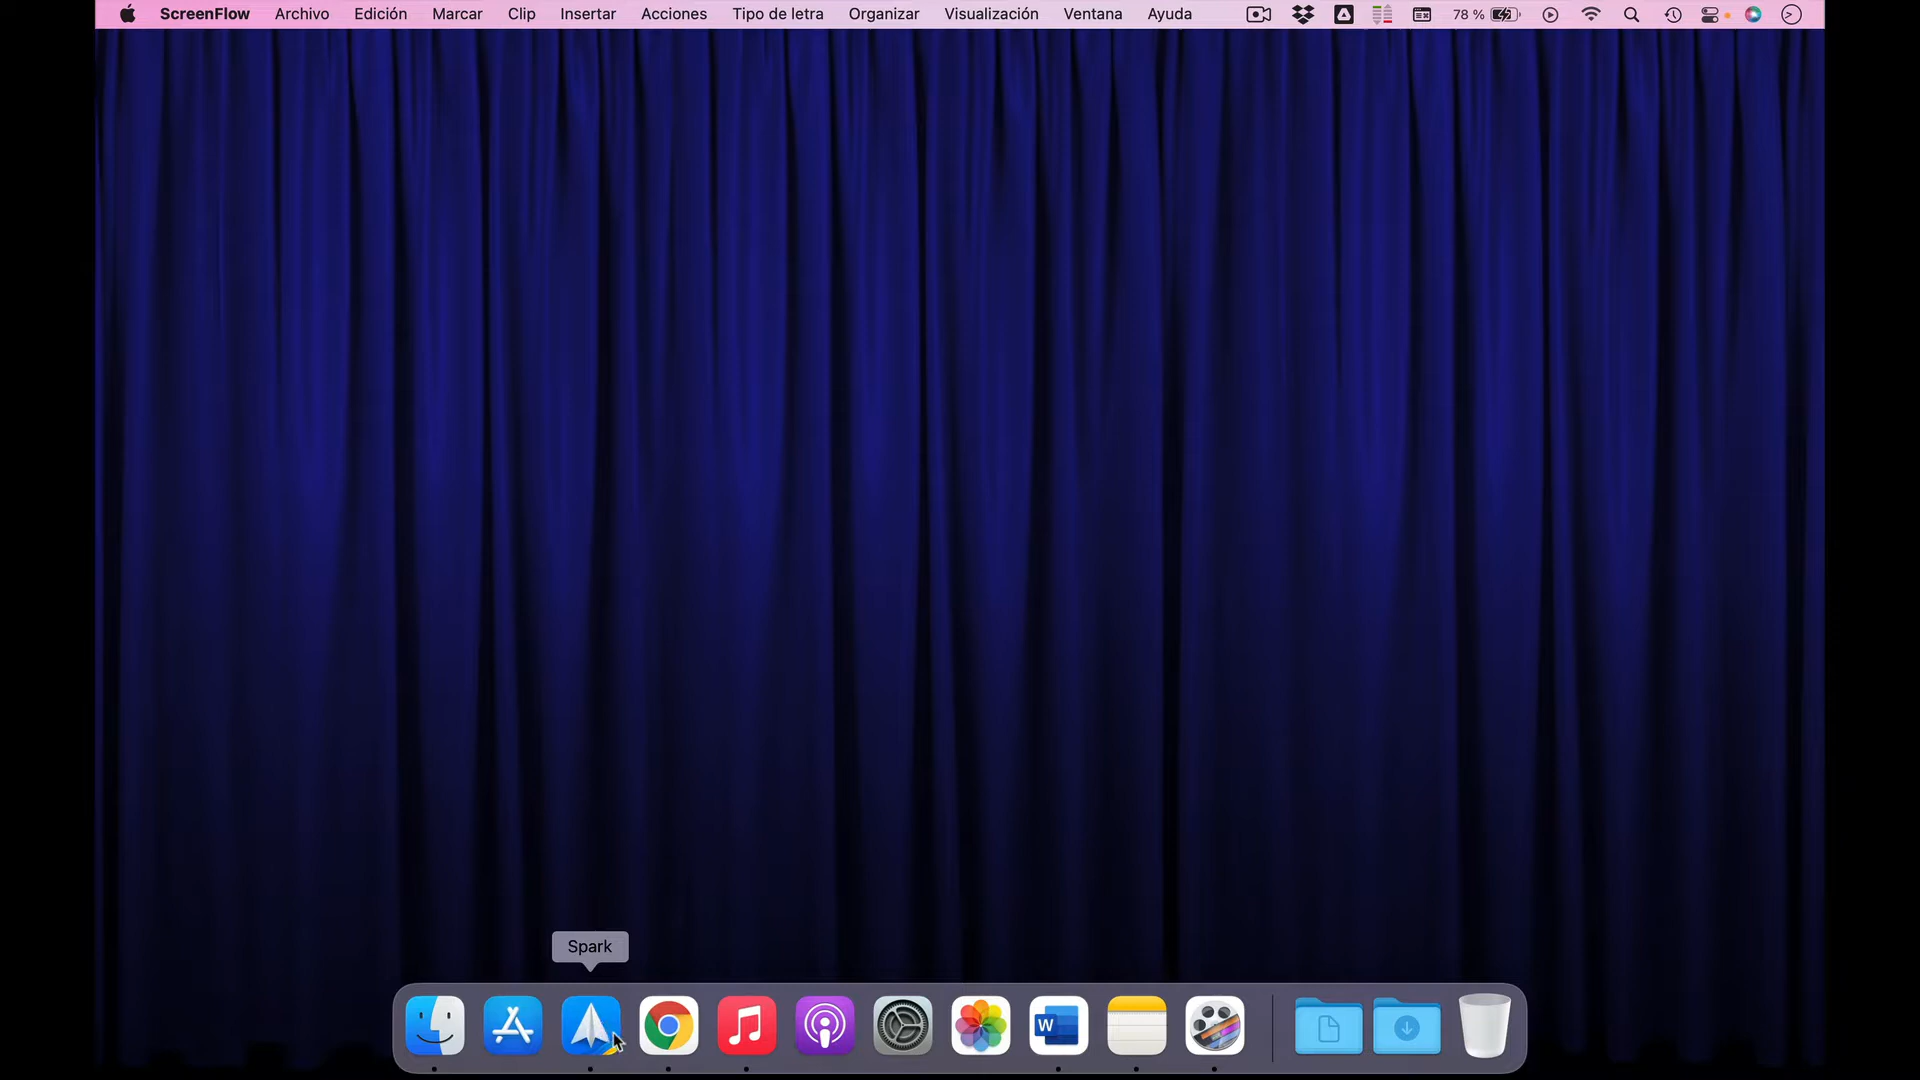 ScreenFlow Archivo Edición Marcar Clip Insertar Acciones Tipo de letra Organizar Visualización Ventana Ayuda 78 %
Spark
W